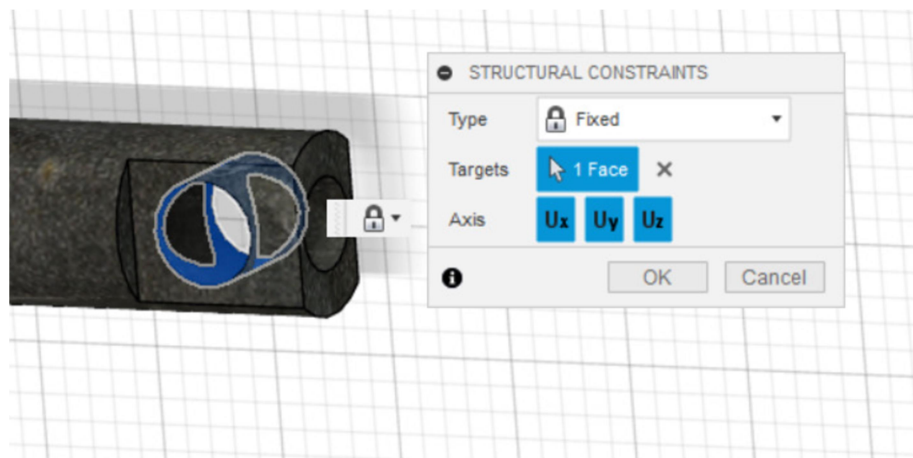 STRUCTURAL CONSTRAINTS
Type Fixed
Targets 1 Face
Axis Ux Uy Uz
OK Cancel